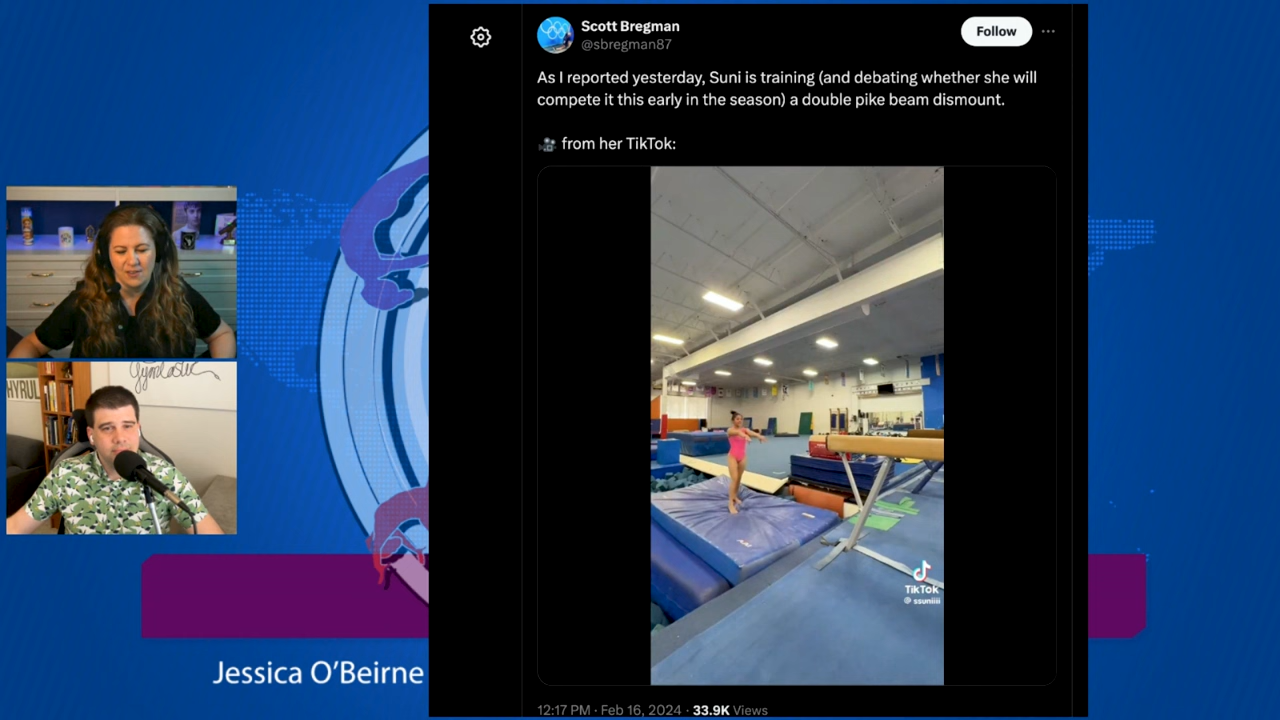 Scott Bregman
@sbregman87
Follow
As I reported yesterday, Suni is training (and debating whether she will
compete it this early in the season) a double pike beam dismount.
🎥 from her TikTok:
TikTok
@ssuniiii
12:17 PM · Feb 16, 2024 · 33.9K Views
HYRUL
Gymcastic
Jessica O'Beirne